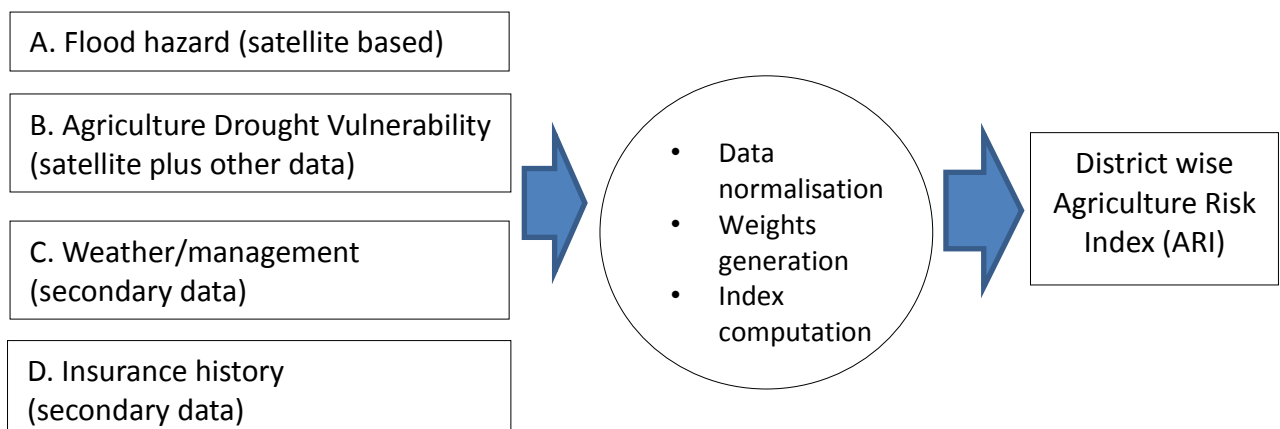 A. Flood hazard (satellite based)
B. Agriculture Drought Vulnerability
(satellite plus other data)
C. Weather/management
(secondary data)
D. Insurance history
(secondary data)
• Data
normalisation
• Weights
generation
• Index
computation
District wise
Agriculture Risk
Index (ARI)